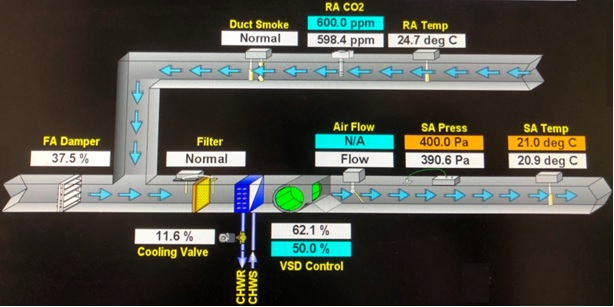 RA CO2
Duct Smoke
600.0 ppm
RA Temp
Normal
598.4 ppm
24.7 deg C
FA Damper
Filter
Air Flow
SA Press
SA Temp
37.5 %
Normal
N/A
400.0 Pa
21.0 deg C
Flow
390.6 Pa
20.9 deg C
11.6 %
62.1 %
Cooling Valve
50.0 %
VSD Control
CHWR
CHWS